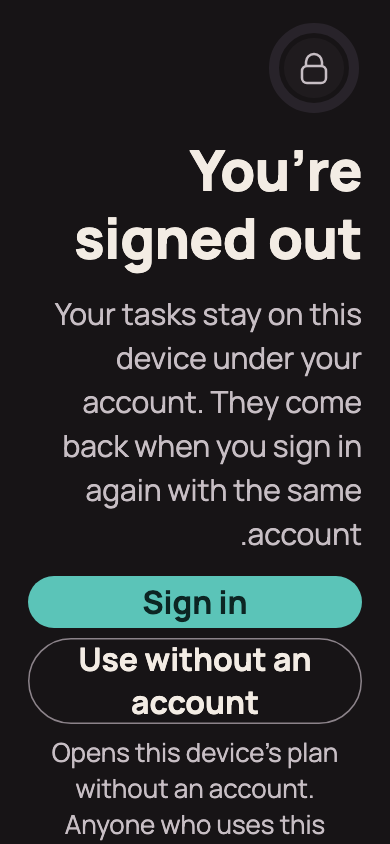 You're
signed out
Your tasks stay on this
device under your
account. They come
back when you sign in
again with the same
.account
Sign in
Use without an
account
Opens this device's plan
without an account.
Anyone who uses this